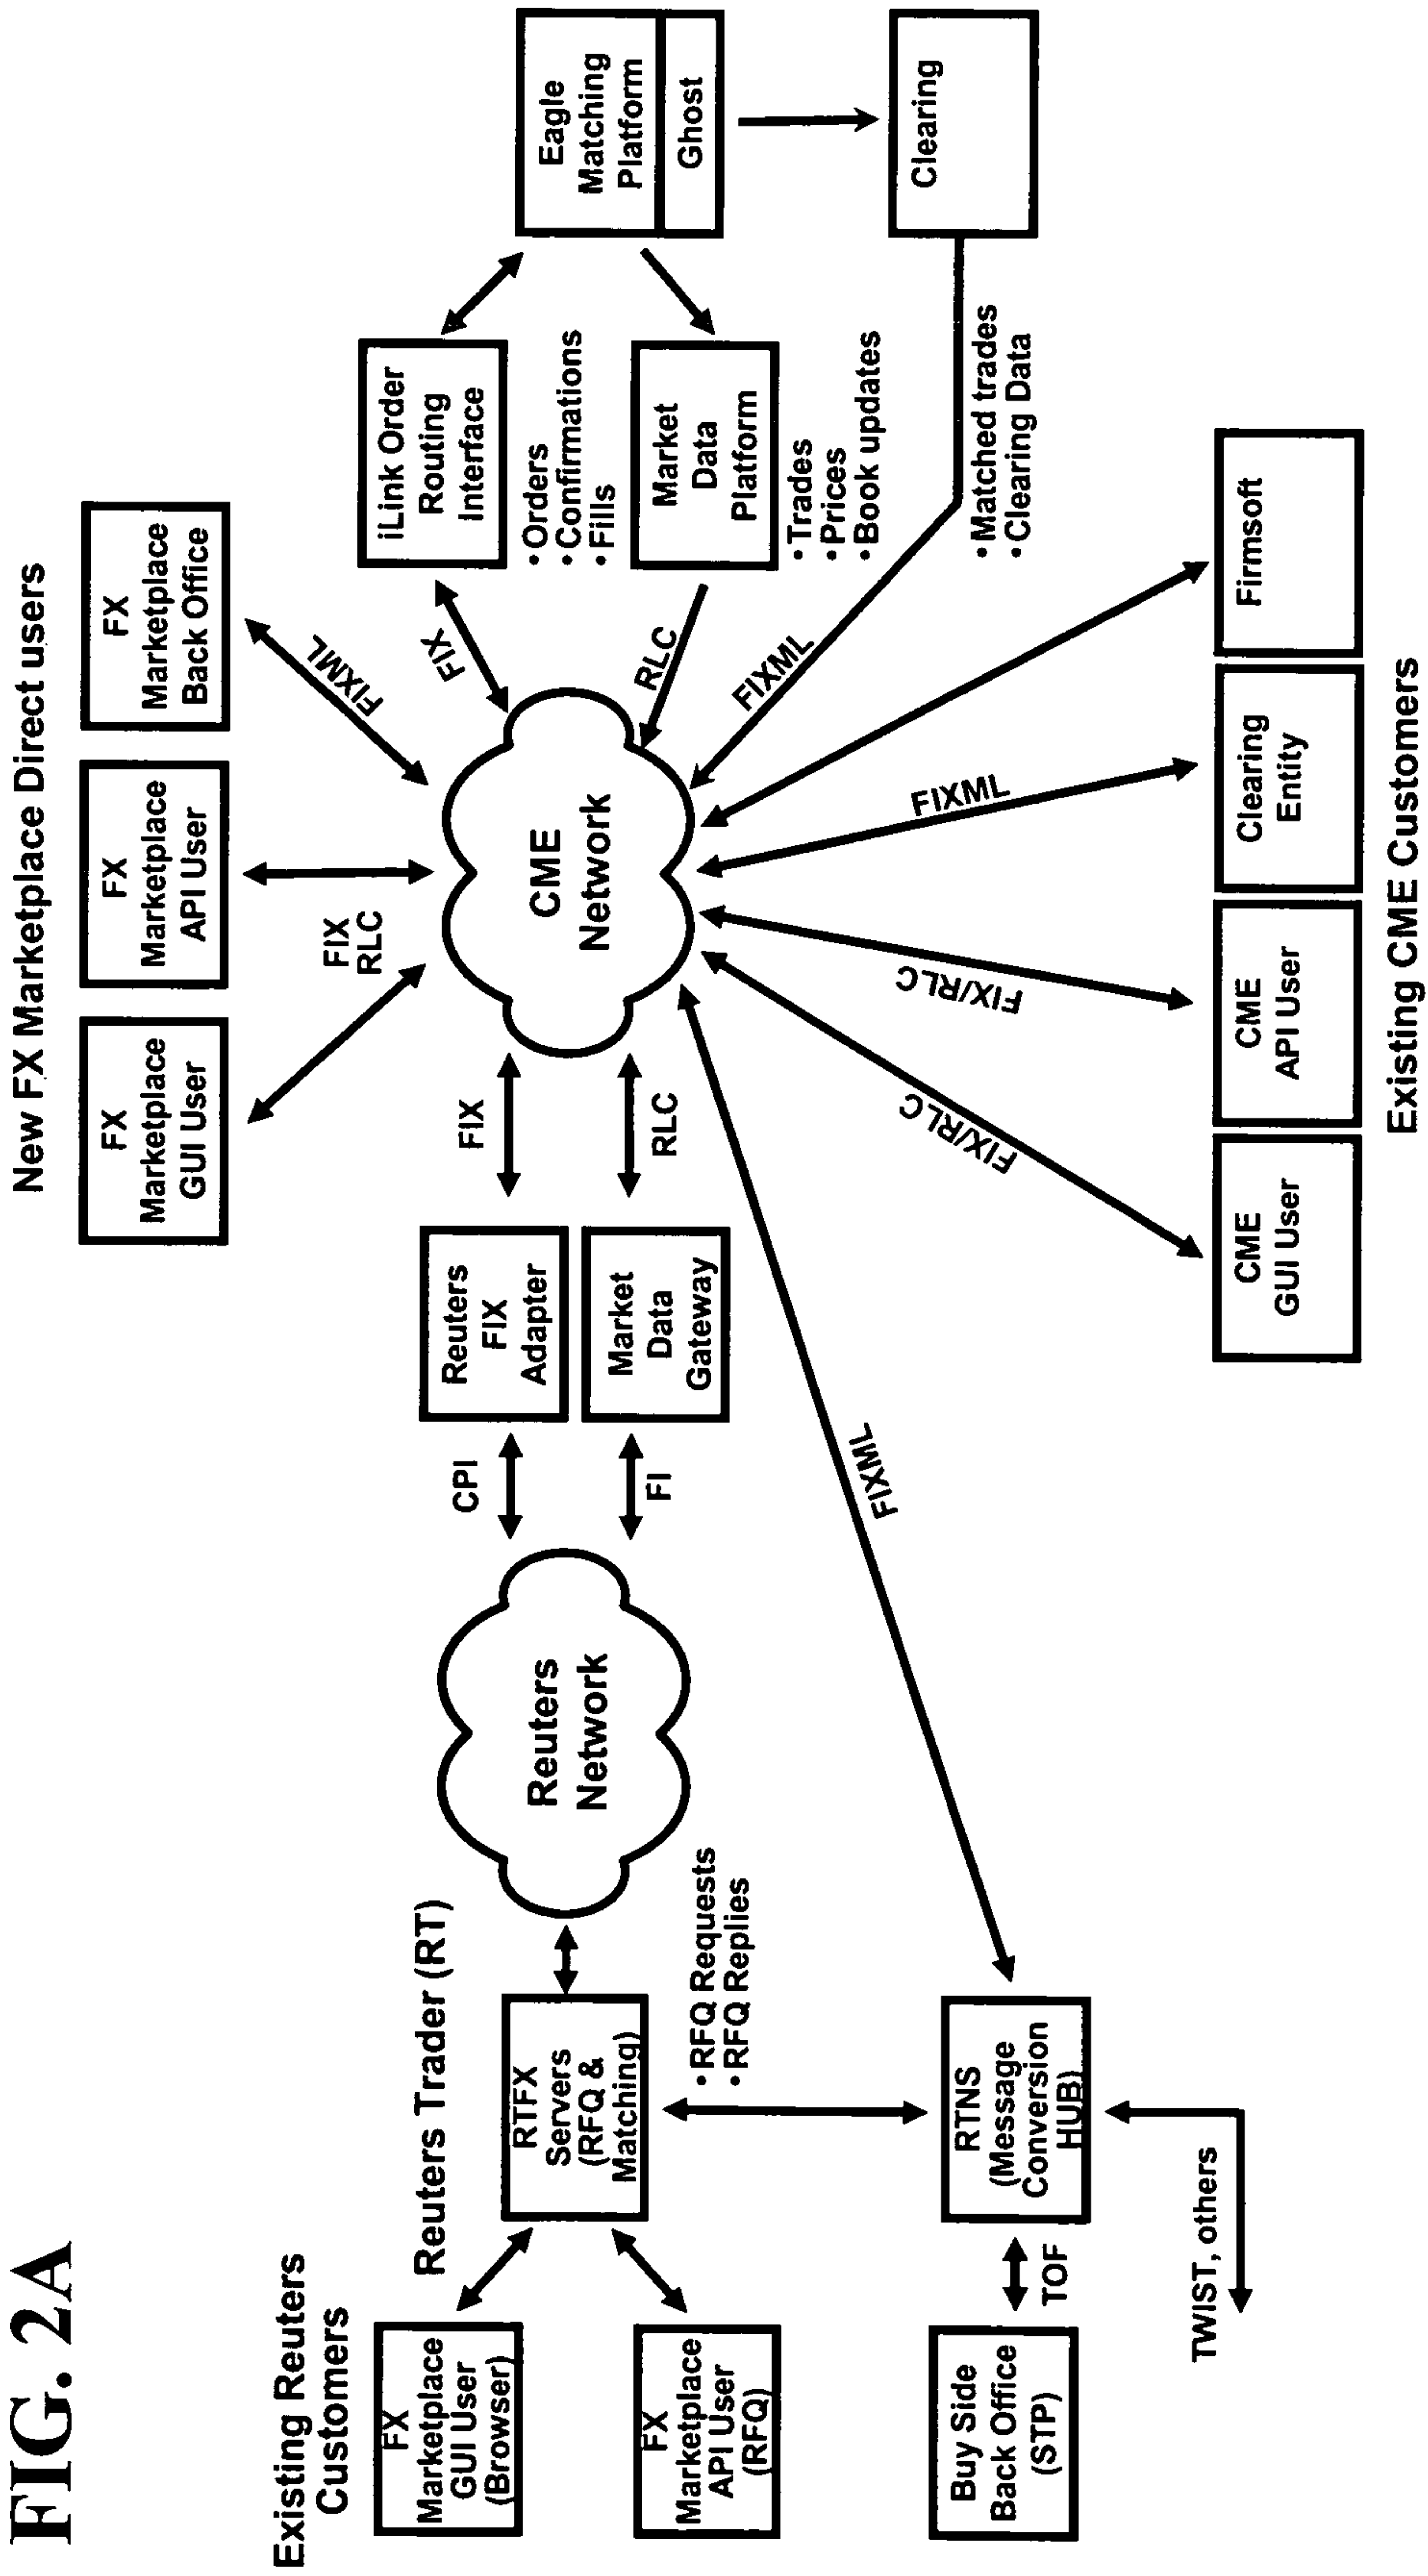 FIG. 2A
Existing Reuters
Customers
FX
Marketplace
GUI User
(Browser)
FX
Marketplace
API User
(RFQ)
Buy Side
Back Office
(STP)
TOF
TWIST, others
Reuters Trader (RT)
RTFX
Servers
(RFQ &
Matching)
•RFQ Requests
•RFQ Replies
RTNS
(Message
Conversion
HUB)
Reuters
Network
CPI
FI
FIXML
Reuters
FIX
Adapter
Market
Data
Gateway
FIX
RLC
New FX Marketplace Direct users
FX
Marketplace
GUI User
FX
Marketplace
API User
FX
Marketplace
Back Office
FIX
RLC
FIXML
CME
Network
FIX
RLC
FIXML
iLink Order
Routing
Interface
•Orders
•Confirmations
•Fills
Market
Data
Platform
•Trades
•Prices
•Book updates
•Matched trades
•Clearing Data
Eagle
Matching
Platform
Ghost
Clearing
FIX/RLC
FIX/RLC
FIXML
CME
GUI User
CME
API User
Clearing
Entity
Firmsoft
Existing CME Customers